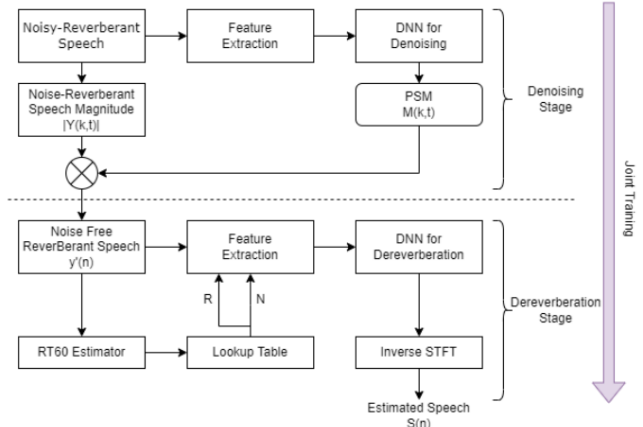 Noisy-Reverberant
Speech
Feature
Extraction
DNN for
Denoising
Noise-Reverberant
Speech Magnitude
|Y(k,t)|
PSM
M(k,t)
Denoising
Stage
Joint Training
Noise Free
ReverBerant Speech
y'(n)
Feature
Extraction
DNN for
Dereverberation
R
N
Dereverberation
Stage
RT60 Estimator
Lookup Table
Inverse STFT
Estimated Speech
S(n)